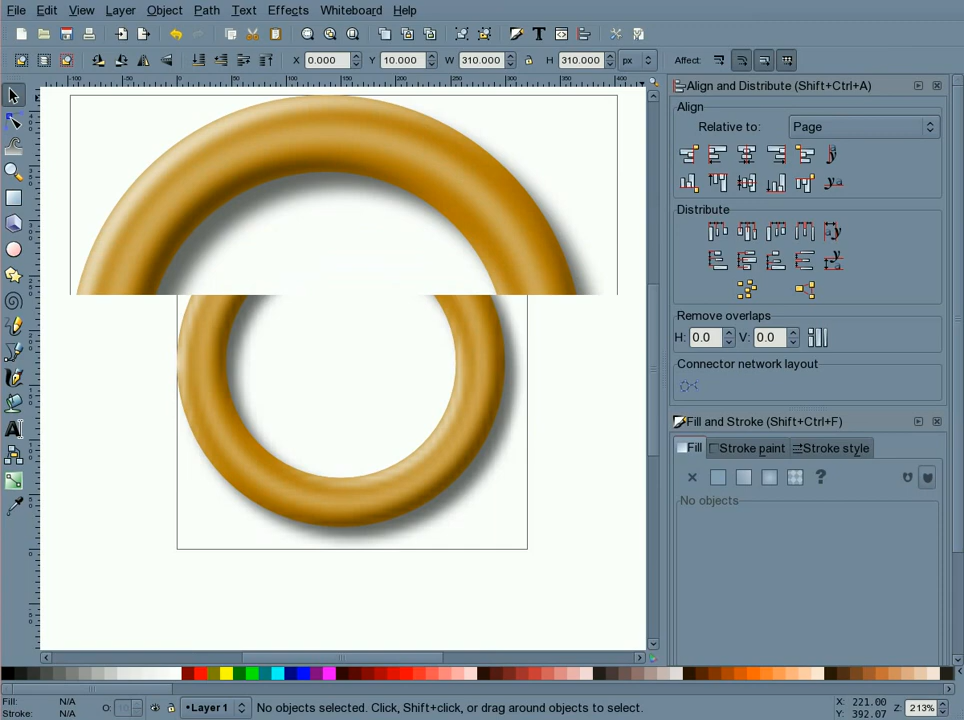 File Edit View Layer Object Path Text Effects Whiteboard Help
X 0.000 Y 10.000 W 310.000 H 310.000 px Affect:
Align and Distribute (Shift+Ctrl+A)
Align
Relative to: Page
Distribute
Remove overlaps
H: 0.0 V: 0.0
Connector network layout
Fill and Stroke (Shift+Ctrl+F)
Fill Stroke paint Stroke style
No objects
Fill: N/A
Stroke: N/A
O:
•Layer 1
No objects selected. Click, Shift+click, or drag around objects to select.
X: 221.00
Y: 392.07
Z: 213%